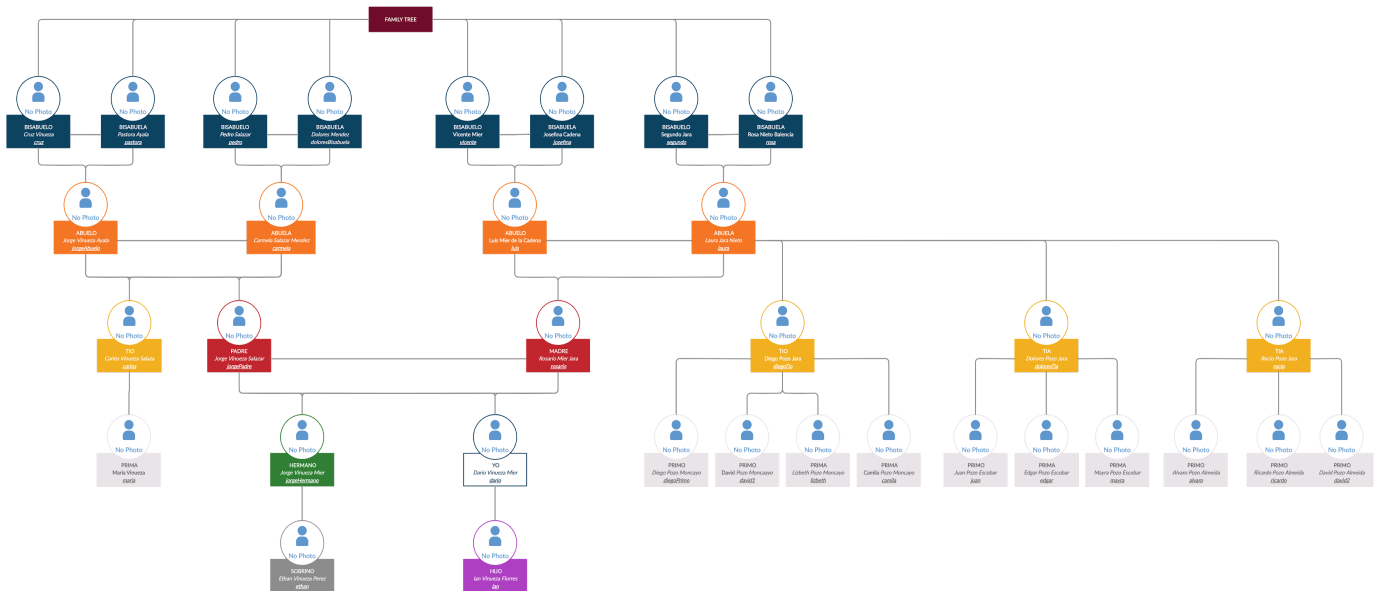 FAMILY TREE
No Photo
BISABUELO
Cruz Vinueza
cruz
No Photo
BISABUELA
Pastora Ayala
pastora
No Photo
BISABUELO
Pedro Salazar
pedro
No Photo
BISABUELA
Dolores Mendez
doloresBisabuela
No Photo
BISABUELO
Vicente Mier
vicente
No Photo
BISABUELA
Josefina Cadena
josefina
No Photo
BISABUELO
Segundo Jara
segundo
No Photo
BISABUELA
Rosa Nieto Balencia
rosa
No Photo
ABUELO
Jorge Vinueza Ayala
jorgeAbuelo
No Photo
ABUELA
Carmela Salazar Mendez
carmela
No Photo
ABUELO
Luis Mier de la Cadena
luis
No Photo
ABUELA
Laura Jara Nieto
laura
No Photo
TIO
Carlos Vinueza Salaza
carlos
No Photo
PADRE
Jorge Vinueza Salazar
jorgePadre
No Photo
MADRE
Rosario Mier Jara
rosario
No Photo
TIO
Diego Pozo Jara
diegoTio
No Photo
TIA
Dolores Pozo Jara
doloresTia
No Photo
TIA
Rocio Pozo Jara
rocio
No Photo
PRIMA
Maria Vinueza
maria
No Photo
HERMANO
Jorge Vinueza Mier
jorgeHermano
No Photo
YO
Dario Vinueza Mier
dario
No Photo
PRIMO
Diego Pozo Moncayo
diegoPrimo
No Photo
PRIMO
David Pozo Moncaayo
david1
No Photo
PRIMA
Lizbeth Pozo Moncayo
lizbeth
No Photo
PRIMO
Camilla Pozo Moncayo
camila
No Photo
PRIMO
Juan Pozo Escobar
juan
No Photo
PRIMA
Edgar Pozo Escobar
edgar
No Photo
PRIMO
Mayra Pozo Escobar
mayra
No Photo
PRIMO
Alvaro Pozo Almeida
alvaro
No Photo
PRIMO
Ricardo Pozo Almeida
ricardo
No Photo
PRIMO
David Pozo Almeida
david2
No Photo
SOBRINO
Ethan Vinueza Perez
ethan
No Photo
HIJO
Ian Vinueza Florres
ian